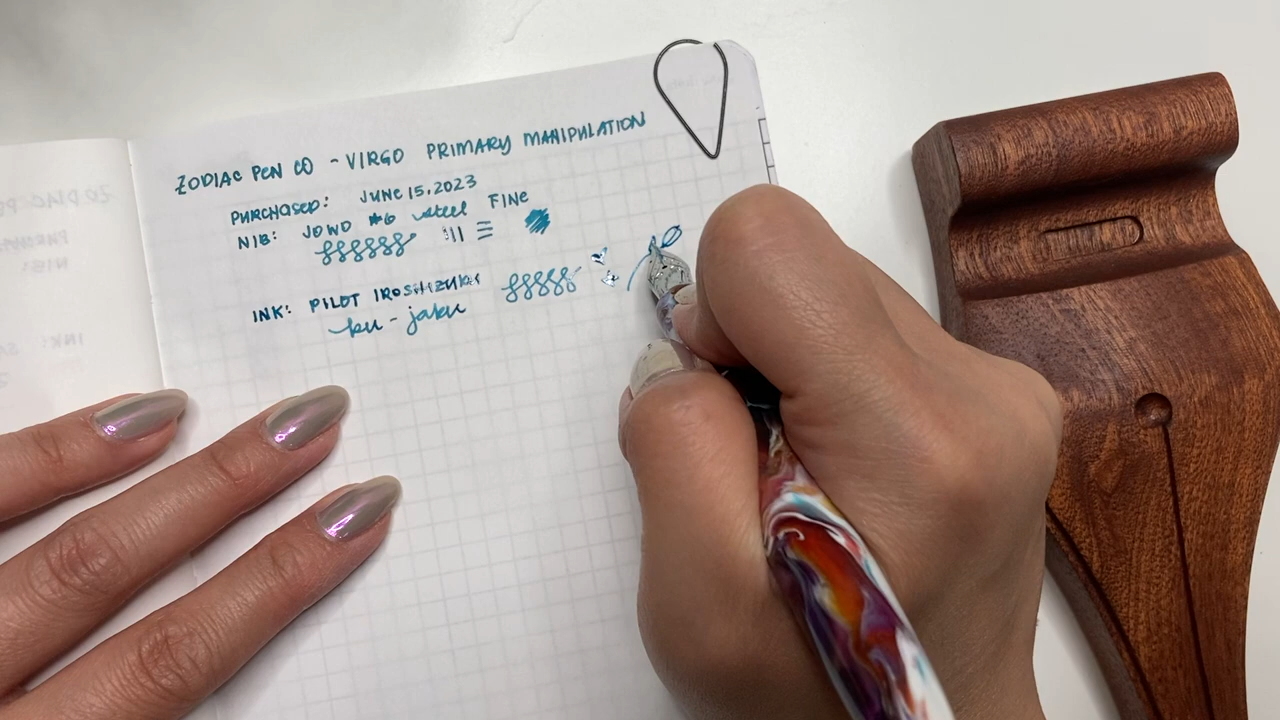 ZODIAC PEN CO - VIRGO PRIMARY MANIPULATION
PURCHASED: JUNE 15, 2023
NIB: JOWO #6 steel FINE
INK: PILOT IROSHIZUKU
ku-jaku